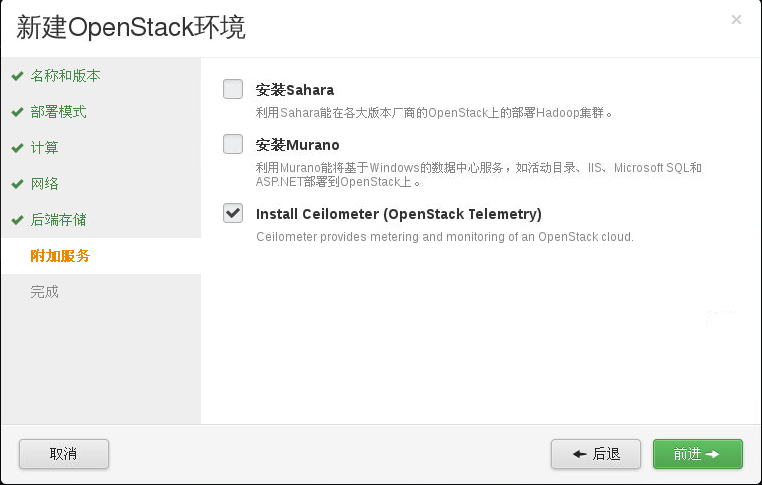 新建OpenStack环境
×
名称和版本
部署模式
计算
网络
后端存储
附加服务
完成
安装Sahara
利用Sahara能在各大版本厂商的OpenStack上的部署Hadoop集群。
安装Murano
利用Murano能将基于Windows的数据中心服务，如活动目录、IIS、Microsoft SQL和
ASP.NET部署到OpenStack上。
Install Ceilometer (OpenStack Telemetry)
Ceilometer provides metering and monitoring of an OpenStack cloud.
取消
后退
前进